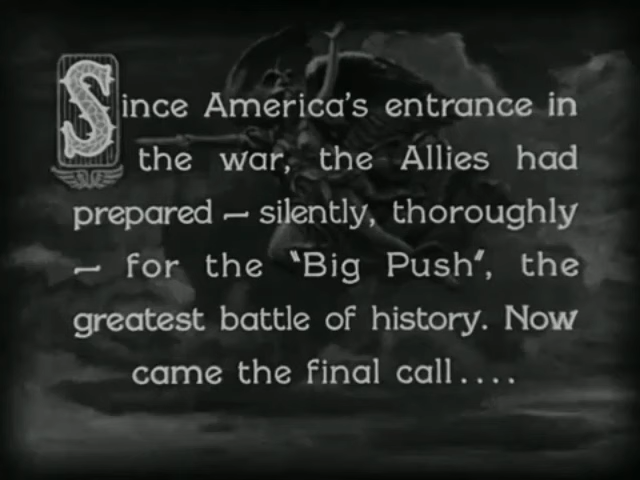 Since America's entrance in
the war, the Allies had
prepared — silently, thoroughly
— for the "Big Push", the
greatest battle of history. Now
came the final call....